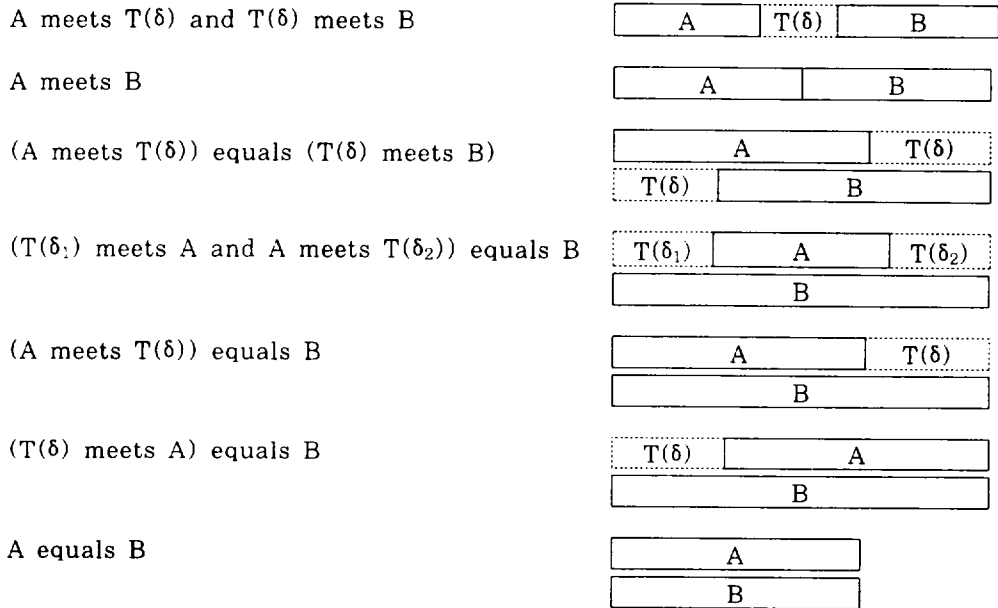 A meets T(δ) and T(δ) meets B
A T(δ) B
A meets B
A B
(A meets T(δ)) equals (T(δ) meets B)
A T(δ)
T(δ) B
(T(δ₁) meets A and A meets T(δ₂)) equals B
T(δ₁) A T(δ₂)
B
(A meets T(δ)) equals B
A T(δ)
B
(T(δ) meets A) equals B
T(δ) A
B
A equals B
A
B